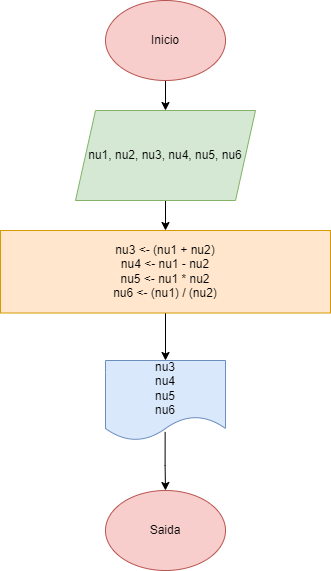 Inicio
nu1, nu2, nu3, nu4, nu5, nu6
nu3 <- (nu1 + nu2)
nu4 <- nu1 - nu2
nu5 <- nu1 * nu2
nu6 <- (nu1) / (nu2)
nu3
nu4
nu5
nu6
Saida